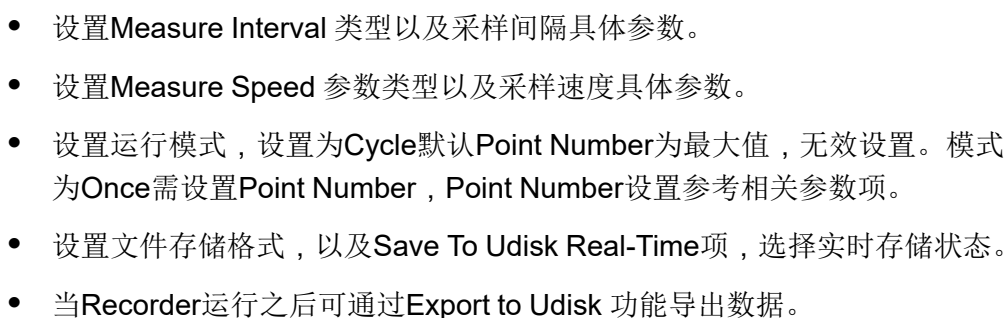 • 设置Measure Interval 类型以及采样间隔具体参数。
• 设置Measure Speed 参数类型以及采样速度具体参数。
• 设置运行模式，设置为Cycle默认Point Number为最大值，无效设置。模式
为Once需设置Point Number，Point Number设置参考相关参数项。
• 设置文件存储格式，以及Save To Udisk Real-Time项，选择实时存储状态。
• 当Recorder运行之后可通过Export to Udisk 功能导出数据。